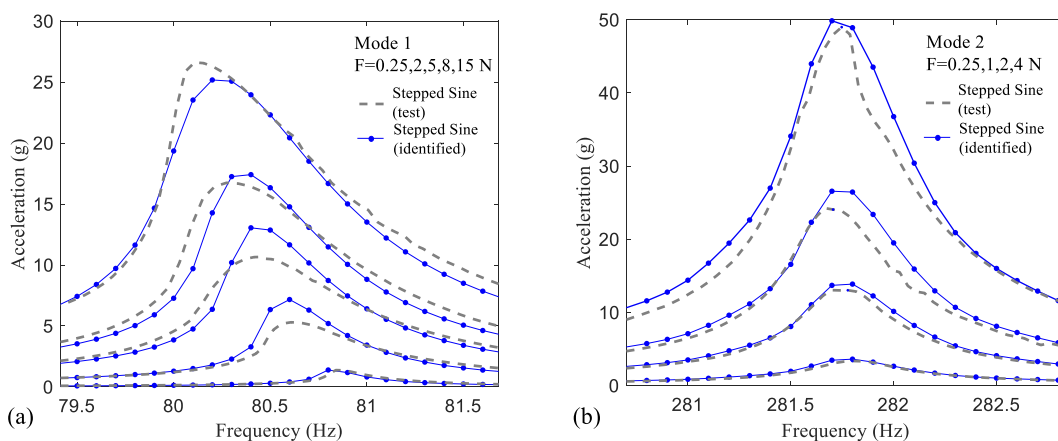 30
25
20
15
10
5
0
Acceleration (g)
Mode 1
F=0.25,2,5,8,15 N
Stepped Sine
(test)
Stepped Sine
(identified)
79.5 80 80.5 81 81.5
(a)
Frequency (Hz)
50
40
30
20
10
0
Acceleration (g)
Mode 2
F=0.25,1,2,4 N
Stepped Sine
(test)
Stepped Sine
(identified)
281 281.5 282 282.5
(b)
Frequency (Hz)